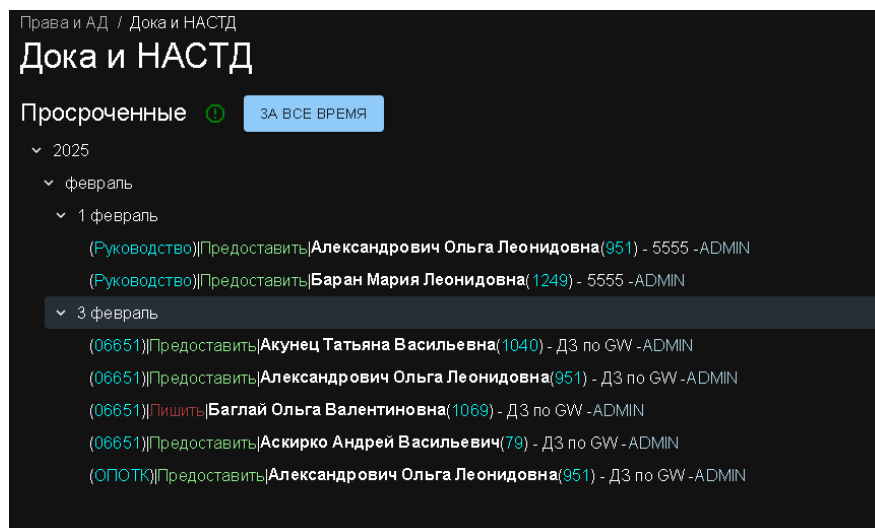 Права и АД / Дока и НАСТД
Дока и НАСТД
Просроченные ЗА ВСЕ ВРЕМЯ
2025
февраль
1 февраль
(Руководство)|Предоставить|Александрович Ольга Леонидовна(951) - 5555 -ADMIN
(Руководство)|Предоставить|Баран Мария Леонидовна(1249) - 5555 -ADMIN
3 февраль
(06651)|Предоставить|Акунец Татьяна Васильевна(1040) - ДЗ по GW -ADMIN
(06651)|Предоставить|Александрович Ольга Леонидовна(951) - ДЗ по GW -ADMIN
(06651)|Лишить|Баглай Ольга Валентиновна(1069) - ДЗ по GW -ADMIN
(06651)|Предоставить|Аскирко Андрей Васильевич(79) - ДЗ по GW -ADMIN
(ОПОТК)|Предоставить|Александрович Ольга Леонидовна(951) - ДЗ по GW -ADMIN